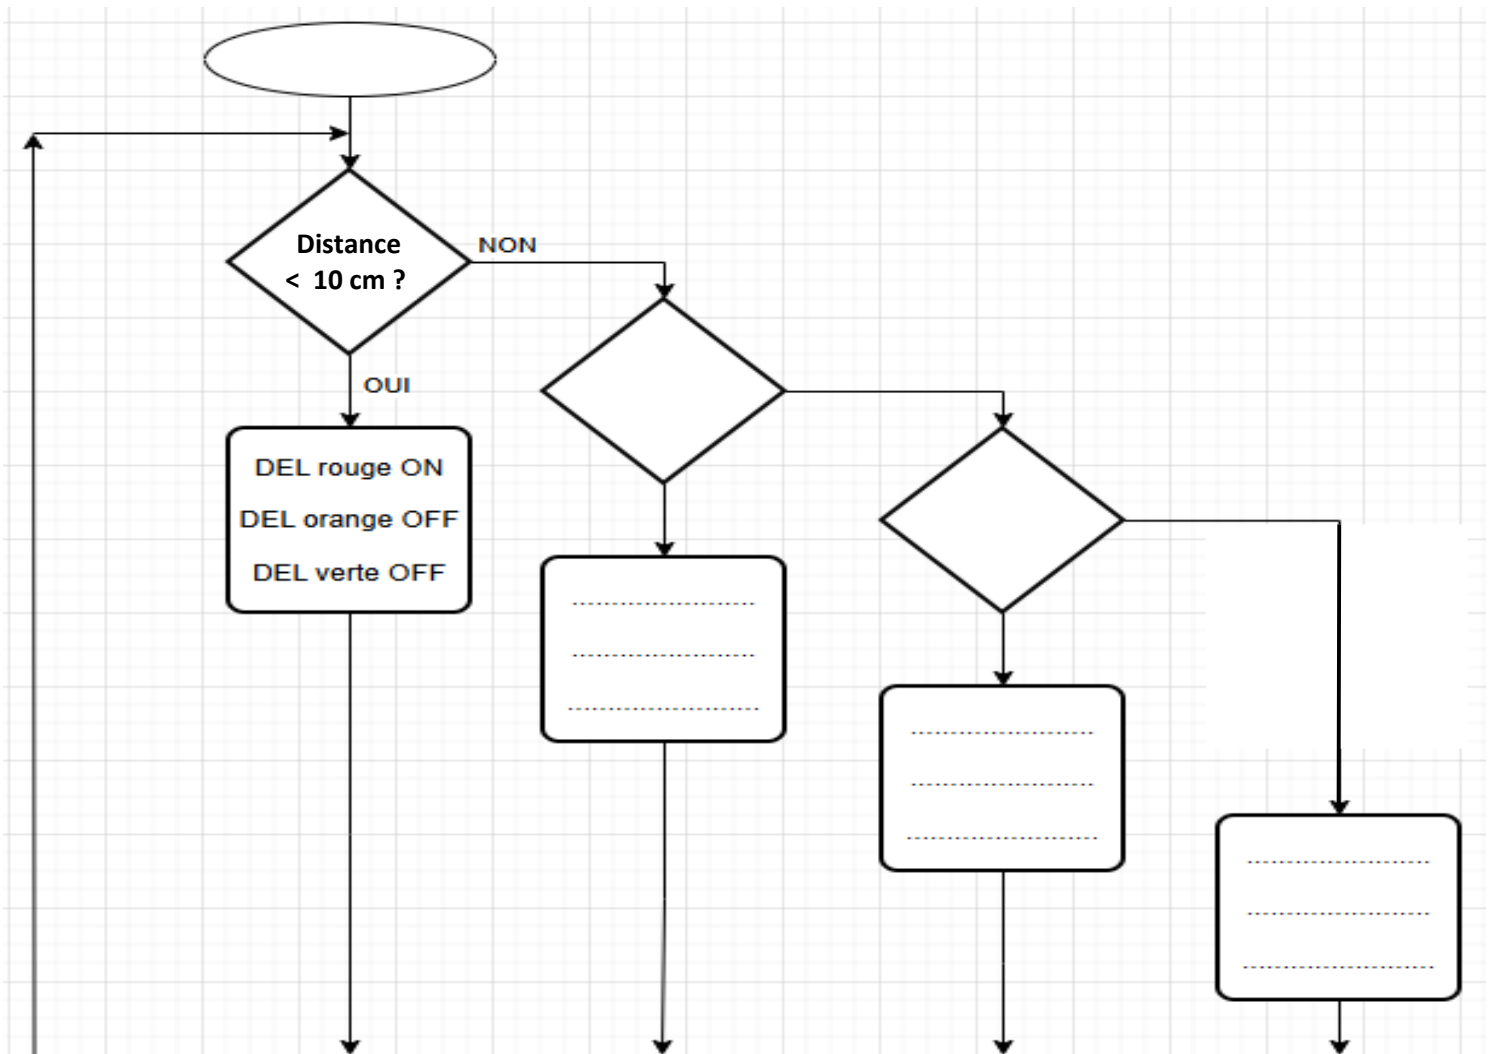 Distance
< 10 cm ?
NON
OUI
DEL rouge ON
DEL orange OFF
DEL verte OFF